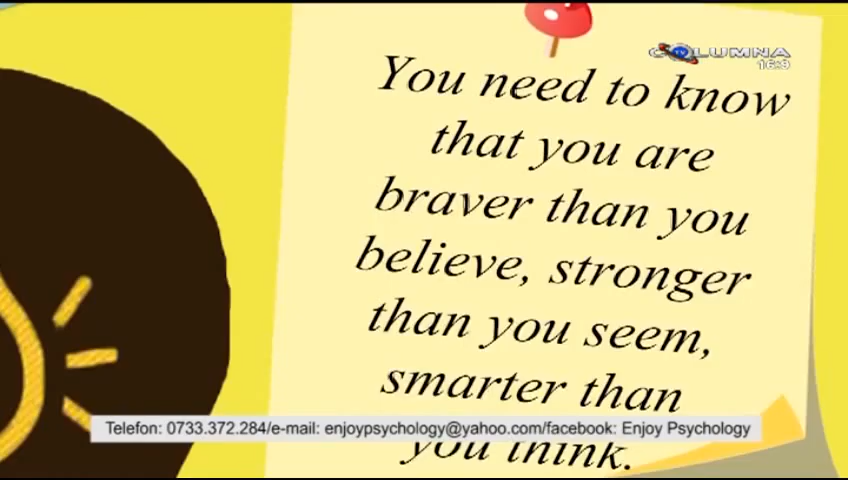 COLUMNA
TV
16:9
You need to know
that you are
braver than you
believe, stronger
than you seem,
smarter than
you think.
Telefon: 0733.372.284/e-mail: enjoypsychology@yahoo.com/facebook: Enjoy Psychology